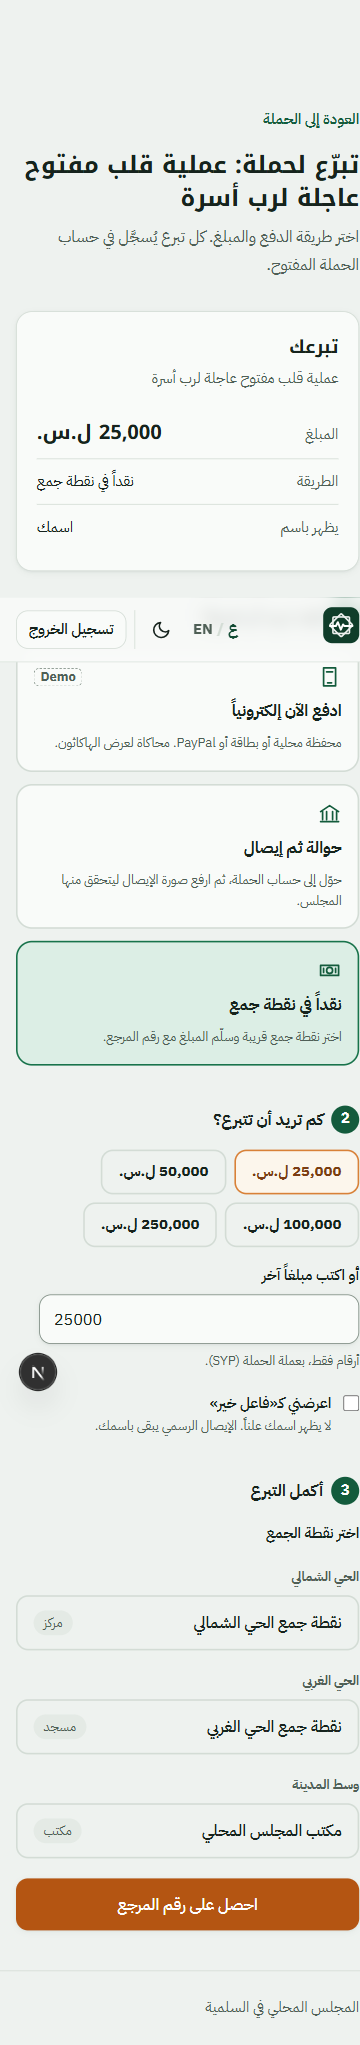 العودة إلى الحملة
تبرّع لحملة: عملية قلب مفتوح
عاجلة لرب أسرة
اختر طريقة الدفع والمبلغ. كل تبرع يُسجَّل في حساب
الحملة المفتوح.
تبرعك
عملية قلب مفتوح عاجلة لرب أسرة
المبلغ 25,000 ل.س.
الطريقة نقداً في نقطة جمع
يظهر باسم اسمك
ع / EN تسجيل الخروج
Demo
ادفع الآن إلكترونياً
محفظة محلية أو بطاقة أو PayPal. محاكاة لعرض الهاكاثون.
حوالة ثم إيصال
حوّل إلى حساب الحملة، ثم ارفع صورة الإيصال ليتحقق منها
المجلس.
نقداً في نقطة جمع
اختر نقطة جمع قريبة وسلّم المبلغ مع رقم المرجع.
2 كم تريد أن تتبرع؟
25,000 ل.س. 50,000 ل.س.
100,000 ل.س. 250,000 ل.س.
أو اكتب مبلغاً آخر
25000
أرقام فقط، بعملة الحملة (SYP).
N
اعرضني كـ«فاعل خير»
لا يظهر اسمك علناً. الإيصال الرسمي يبقى باسمك.
3 أكمل التبرع
اختر نقطة الجمع
الحي الشمالي
نقطة جمع الحي الشمالي مركز
الحي الغربي
نقطة جمع الحي الغربي مسجد
وسط المدينة
مكتب المجلس المحلي مكتب
احصل على رقم المرجع
المجلس المحلي في السلمية